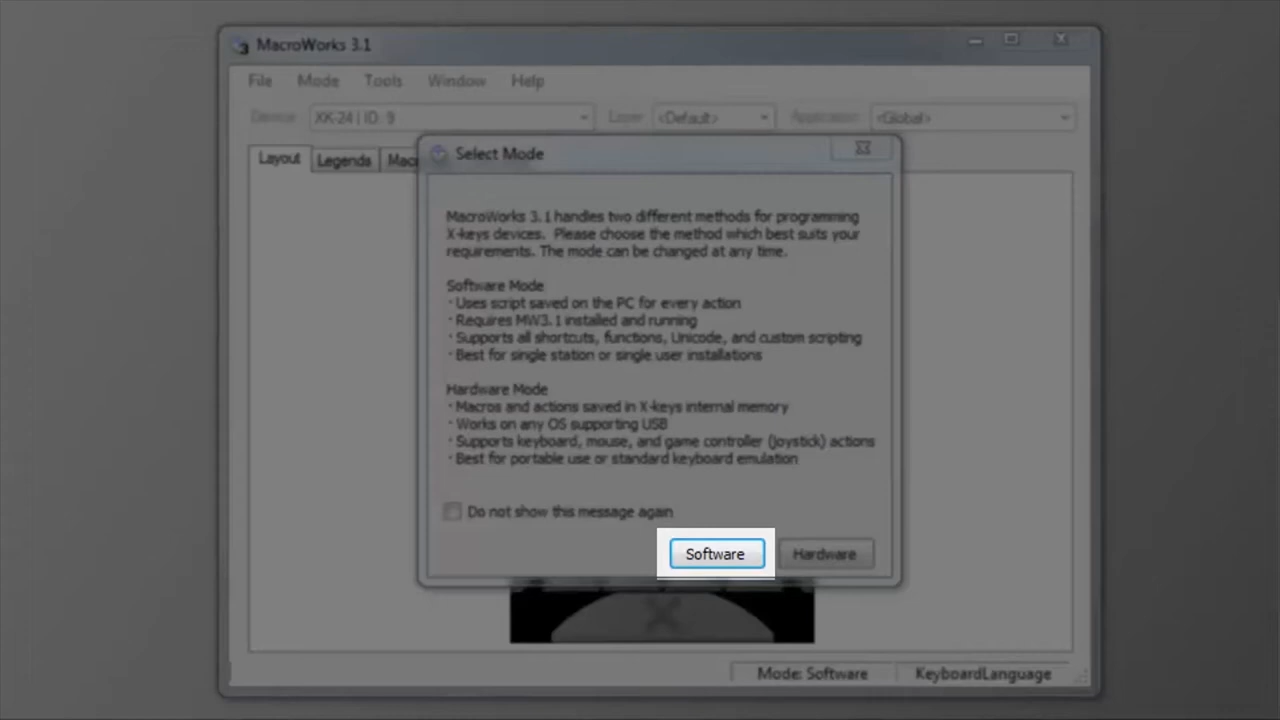 MacroWorks 3.1
File Mode Tools Window Help
Device: XK-24 | ID: 9 Layer <Default> Application: <Global>
Layout Legends
Select Mode
MacroWorks 3.1 handles two different methods for programming
X-keys devices. Please choose the method which best suits your
requirements. The mode can be changed at any time.
Software Mode
· Uses script saved on the PC for every action
· Requires MW3.1 installed and running
· Supports all shortcuts, functions, Unicode, and custom scripting
· Best for single station or single user installations
Hardware Mode
· Macros and actions saved in X-keys internal memory
· Works on any OS supporting USB
· Supports keyboard, mouse, and game controller (joystick) actions
· Best for portable use or standard keyboard emulation
Do not show this message again
Software Hardware
Mode: Software KeyboardLanguage